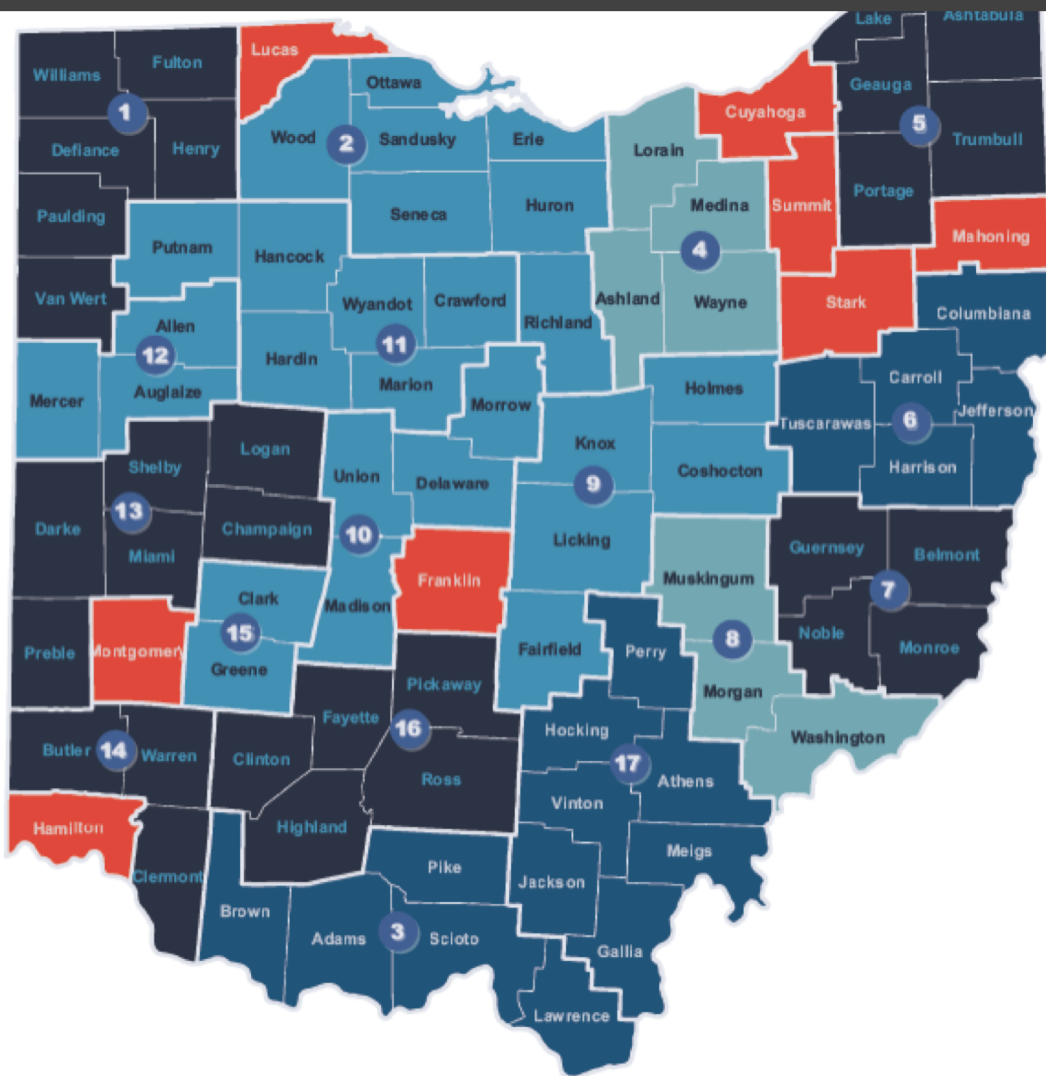 Lake
Ashtabula
Lucas
Williams
Fulton
Ottawa
Geauga
1
Cuyahoga
5
Wood
2
Sandusky
Erie
Trumbull
Defiance
Henry
Lorain
Portage
Paulding
Seneca
Huron
Medina
Summit
Mahoning
Putnam
Hancock
4
Van Wert
Wyandot
Crawford
Ashland
Wayne
Stark
Columbiana
Allen
Richland
12
Hardin
11
Marion
Carroll
Mercer
Auglaize
Morrow
Holmes
Jefferson
Tuscarawas
6
Logan
Knox
Shelby
Union
Delaware
9
Coshocton
Harrison
13
Darke
Champaign
10
Licking
Guernsey
Belmont
Miami
Franklin
Muskingum
7
Clark
Madison
15
Noble
8
Preble
Montgomery
Greene
Fairfield
Perry
Monroe
Pickaway
Morgan
Fayette
16
Hocking
Washington
Butler
14
Warren
Clinton
17
Ross
Athens
Vinton
Hamilton
Highland
Meigs
Clermont
Pike
Jackson
Brown
Adams
3
Scioto
Gallia
Lawrence